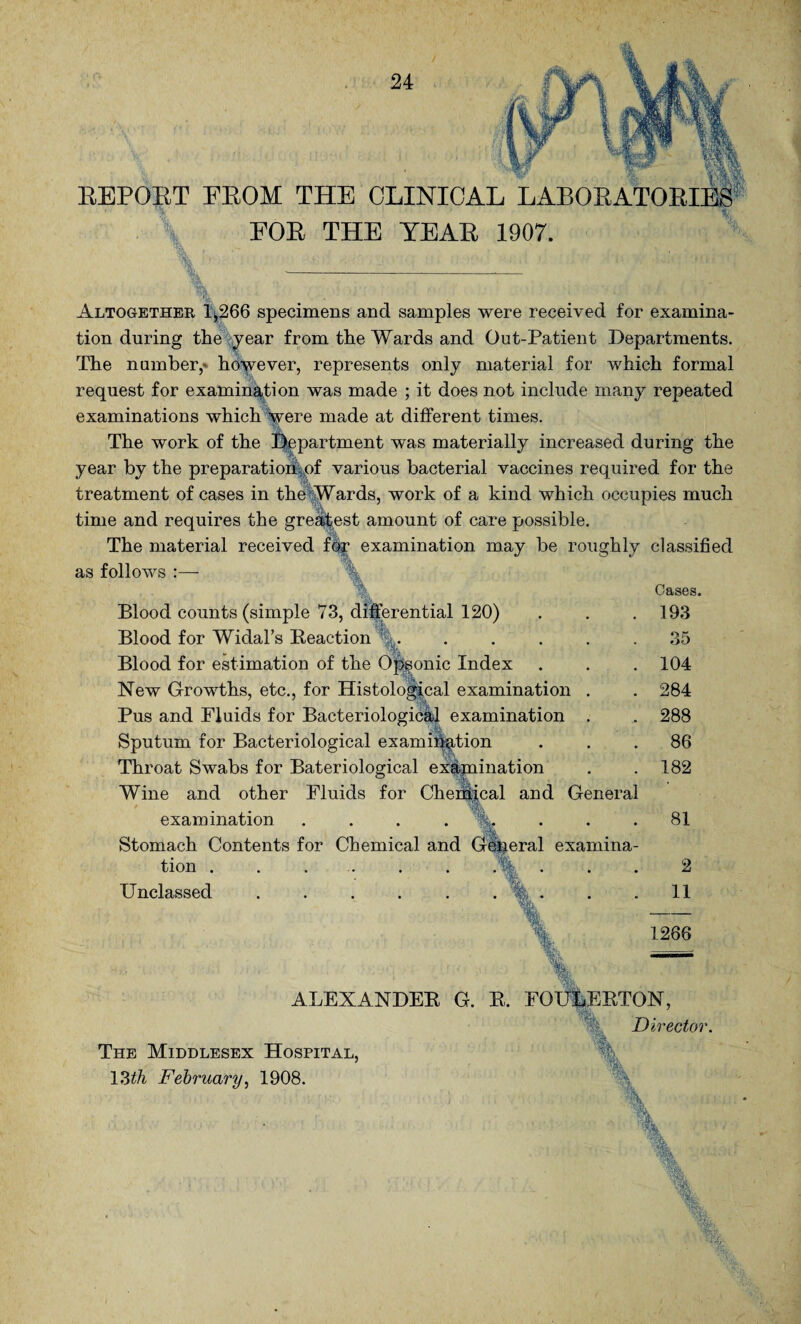 24
REPORT FROM THE CLINICAL LABORATORIES
FOR THE YEAR 1907.
ALTOGETHER 1,266 specimens and samples were received for examina-
tion during the year from the Wards and Out-Patient Departments.
The number, however, represents only material for which formal
request for examination was made ; it does not include many repeated
examinations which were made at different times.
The work of the Department was materially increased during the
year by the preparation of various bacterial vaccines required for the
treatment of cases in the Wards, work of a kind which occupies much
time and requires the greatest amount of care possible.
The material received for examination may be roughly classified
as follows :—
Cases.
Blood counts (simple 73, differential 120) . . . 193
Blood for Widal's Reaction . . . . . . 35
Blood for estimation of the Opsonic Index . . . 104
New Growths, etc., for Histological examination . . 284
Pus and Fluids for Bacteriological examination . . 288
Sputum for Bacteriological examination . . . 86
Throat Swabs for Bateriological examination . . 182
Wine and other Fluids for Chemical and General
examination . . . . . . . . 81
Stomach Contents for Chemical and General examina-
tion . . . . . . . . . . 2
Unclassed . . . . . . . . . 11
1266
ALEXANDER G. R. FOULERTON,
Director.
THE MIDDLESEX HOSPITAL,
13th February, 1908.